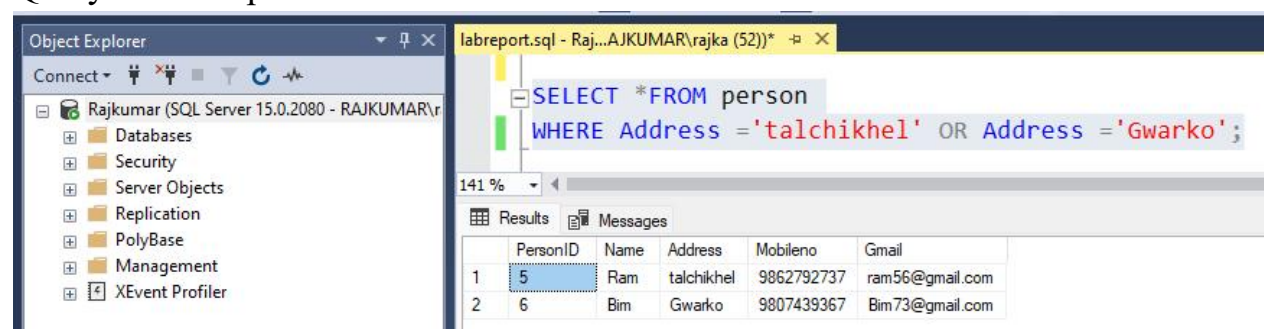 Object Explorer
Connect
Rajkumar (SQL Server 15.0.2080 - RAJKUMAR\r
Databases
Security
Server Objects
Replication
PolyBase
Management
XEvent Profiler
labreport.sql - Raj...AJKUMAR\rajka (52))*
SELECT *FROM person
WHERE Address ='talchikhel' OR Address ='Gwarko';
141 %
Results Messages
PersonID Name Address Mobileno Gmail
1 5 Ram talchikhel 9862792737 ram56@gmail.com
2 6 Bim Gwarko 9807439367 Bim73@gmail.com